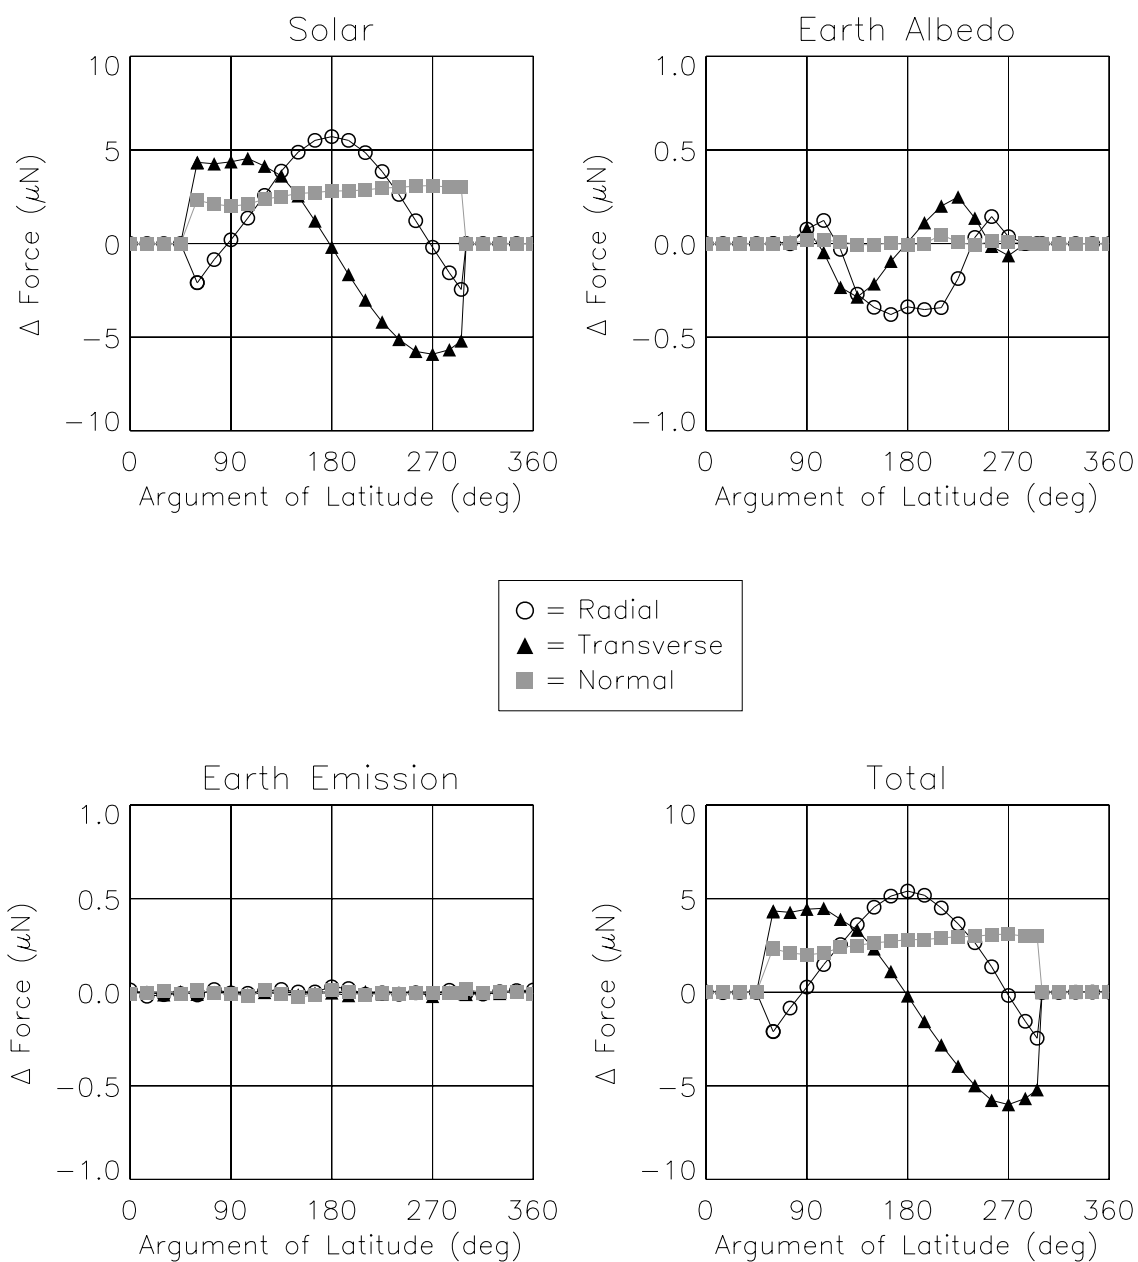 Solar
10
5
0
−5
−10
Δ Force (μN)
0 90 180 270 360
Argument of Latitude (deg)
Earth Albedo
1.0
0.5
0.0
−0.5
−1.0
Δ Force (μN)
0 90 180 270 360
Argument of Latitude (deg)
= Radial
= Transverse
= Normal
Earth Emission
1.0
0.5
0.0
−0.5
−1.0
Δ Force (μN)
0 90 180 270 360
Argument of Latitude (deg)
Total
10
5
0
−5
−10
Δ Force (μN)
0 90 180 270 360
Argument of Latitude (deg)